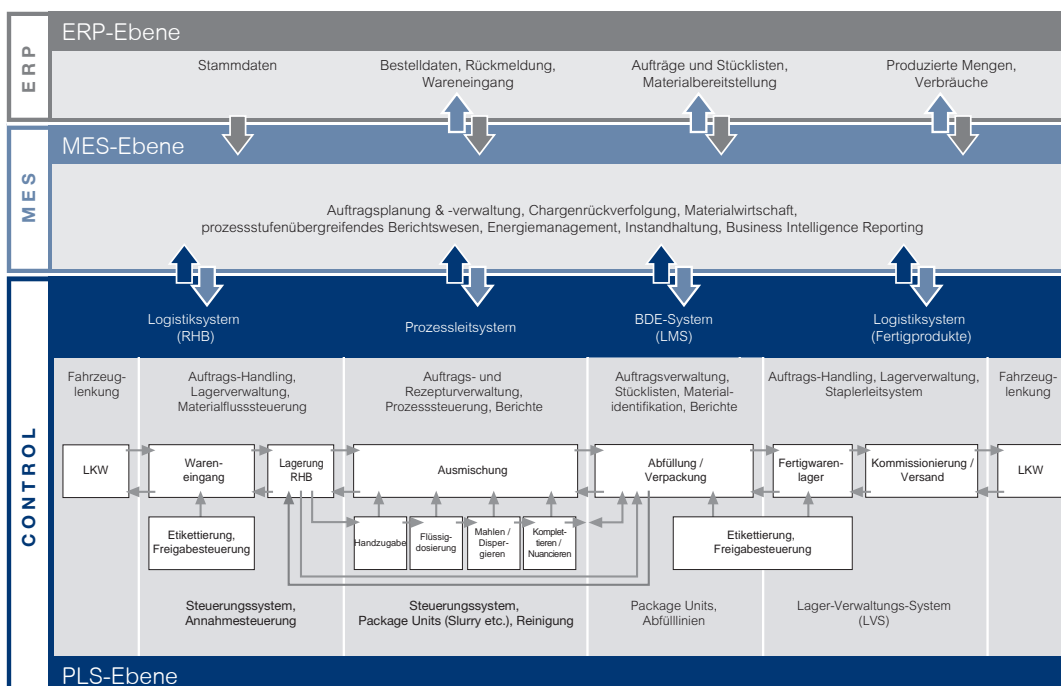 ERP
ERP-Ebene
Stammdaten
Bestelldaten, Rückmeldung,
Wareneingang
Aufträge und Stücklisten,
Materialbereitstellung
Produzierte Mengen,
Verbräuche
MES
MES-Ebene
Auftragsplanung & -verwaltung, Chargenrückverfolgung, Materialwirtschaft,
prozessstufenübergreifendes Berichtswesen, Energiemanagement, Instandhaltung, Business Intelligence Reporting
CONTROL
Logistiksystem
(RHB)
Prozessleitsystem
BDE-System
(LMS)
Logistiksystem
(Fertigprodukte)
Fahrzeug-
lenkung
Auftrags-Handling,
Lagerverwaltung,
Materialflusssteuerung
Auftrags- und
Rezepturverwaltung,
Prozesssteuerung, Berichte
Auftragsverwaltung,
Stücklisten, Material-
identifikation, Berichte
Auftrags-Handling, Lagerverwaltung,
Staplerleitsystem
Fahrzeug-
lenkung
LKW
Waren-
eingang
Lagerung
RHB
Ausmischung
Abfüllung /
Verpackung
Fertigwaren-
lager
Kommissionierung /
Versand
LKW
Etikettierung,
Freigabesteuerung
Handzugabe
Flüssig-
dosierung
Mahlen /
Disper-
gieren
Komplet-
tieren /
Nuancieren
Etikettierung,
Freigabesteuerung
Steuerungssystem,
Annahmesteuerung
Steuerungssystem,
Package Units (Slurry etc.), Reinigung
Package Units,
Abfülllinien
Lager-Verwaltungs-System
(LVS)
PLS-Ebene